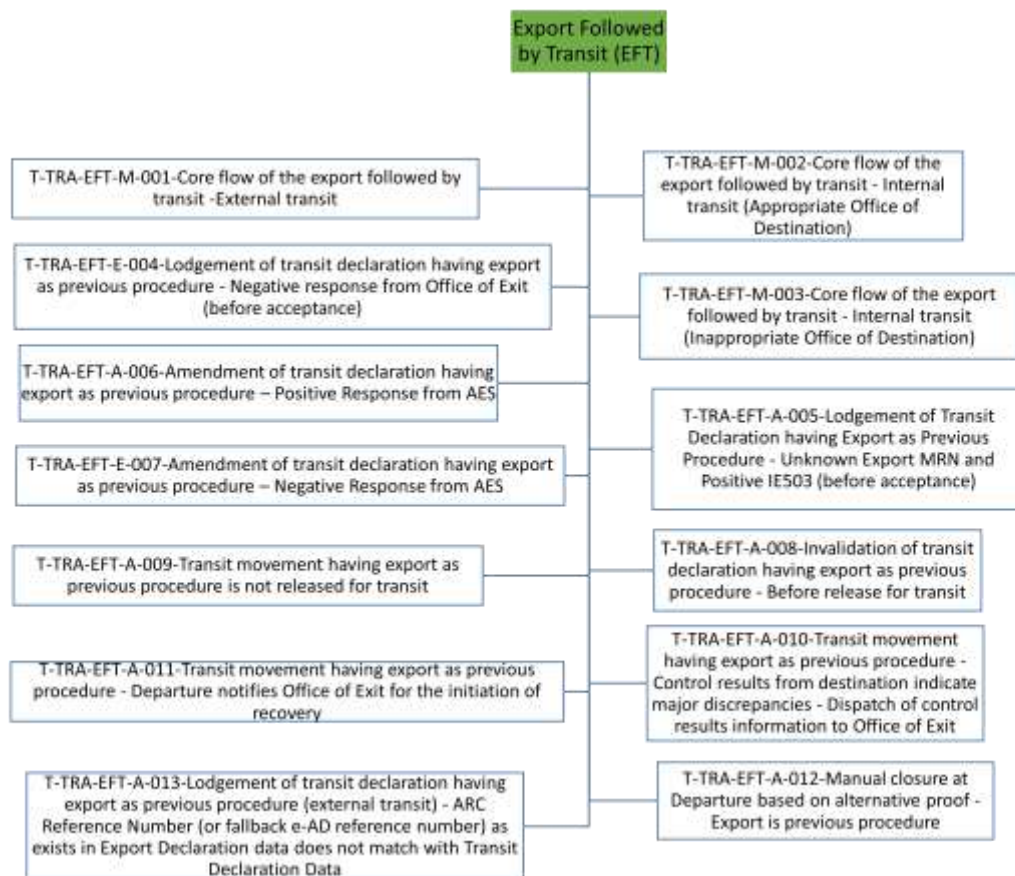 Export Followed
by Transit (EFT)
T-TRA-EFT-M-001-Core flow of the export followed by
transit -External transit
T-TRA-EFT-M-002-Core flow of the
export followed by transit - Internal
transit (Appropriate Office of
Destination)
T-TRA-EFT-E-004-Lodgement of transit declaration having export
as previous procedure - Negative response from Office of Exit
(before acceptance)
T-TRA-EFT-M-003-Core flow of the export
followed by transit - Internal transit
(Inappropriate Office of Destination)
T-TRA-EFT-A-006-Amendment of transit declaration having
export as previous procedure – Positive Response from AES
T-TRA-EFT-A-005-Lodgement of Transit
Declaration having Export as Previous
Procedure - Unknown Export MRN and
Positive IE503 (before acceptance)
T-TRA-EFT-E-007-Amendment of transit declaration having export
as previous procedure – Negative Response from AES
T-TRA-EFT-A-009-Transit movement having export as
previous procedure is not released for transit
T-TRA-EFT-A-008-Invalidation of transit
declaration having export as previous
procedure - Before release for transit
T-TRA-EFT-A-011-Transit movement having export as previous
procedure - Departure notifies Office of Exit for the initiation of
recovery
T-TRA-EFT-A-010-Transit movement
having export as previous procedure -
Control results from destination indicate
major discrepancies - Dispatch of control
results information to Office of Exit
T-TRA-EFT-A-013-Lodgement of transit declaration having
export as previous procedure (external transit) - ARC
Reference Number (or fallback e-AD reference number) as
exists in Export Declaration data does not match with Transit
Declaration Data
T-TRA-EFT-A-012-Manual closure at
Departure based on alternative proof -
Export is previous procedure